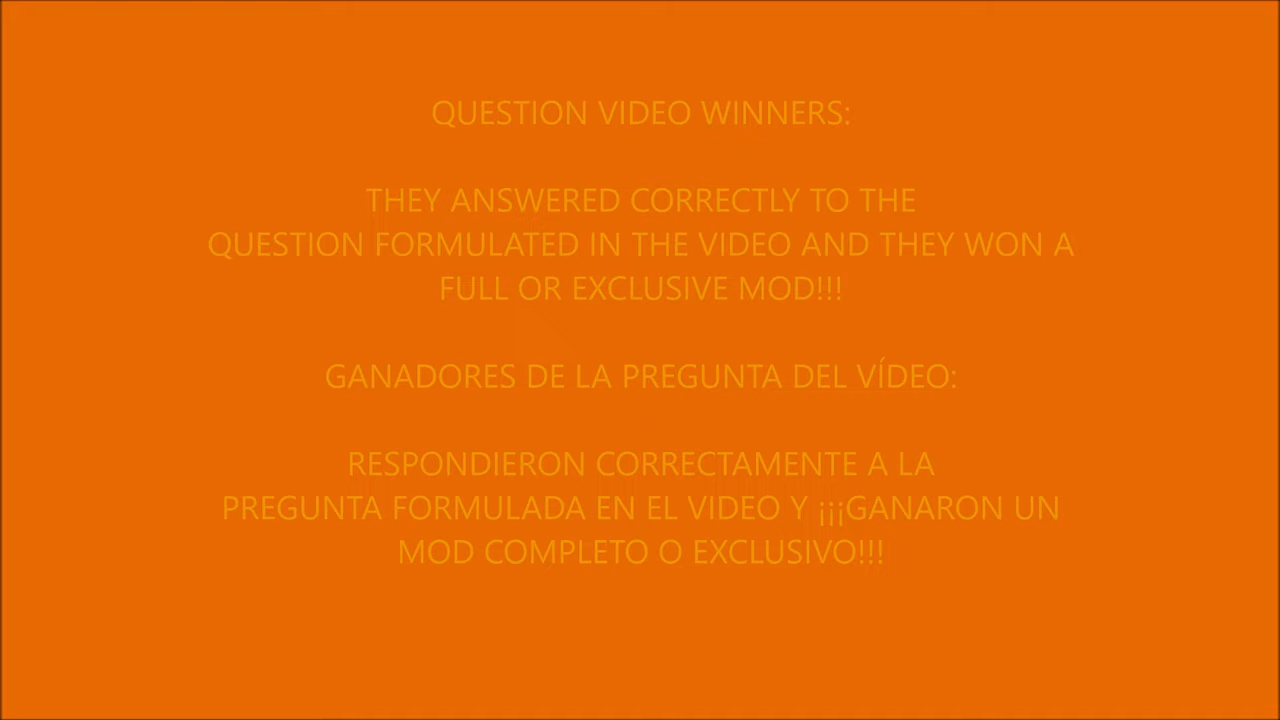 QUESTION VIDEO WINNERS:
THEY ANSWERED CORRECTLY TO THE
QUESTION FORMULATED IN THE VIDEO AND THEY WON A
FULL OR EXCLUSIVE MOD!!!
GANADORES DE LA PREGUNTA DEL VÍDEO:
RESPONDIERON CORRECTAMENTE A LA
PREGUNTA FORMULADA EN EL VIDEO Y ¡¡¡GANARON UN
MOD COMPLETO O EXCLUSIVO!!!